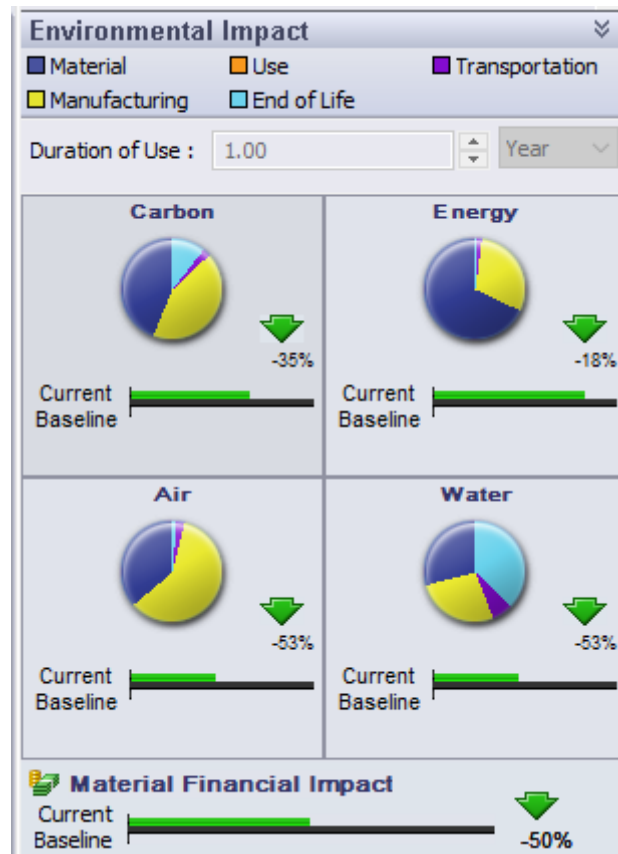 Environmental Impact
Material Use Transportation
Manufacturing End of Life
Duration of Use : 1.00 Year
Carbon
-35%
Current
Baseline
Energy
-18%
Current
Baseline
Air
-53%
Current
Baseline
Water
-53%
Current
Baseline
Material Financial Impact
Current
Baseline
-50%